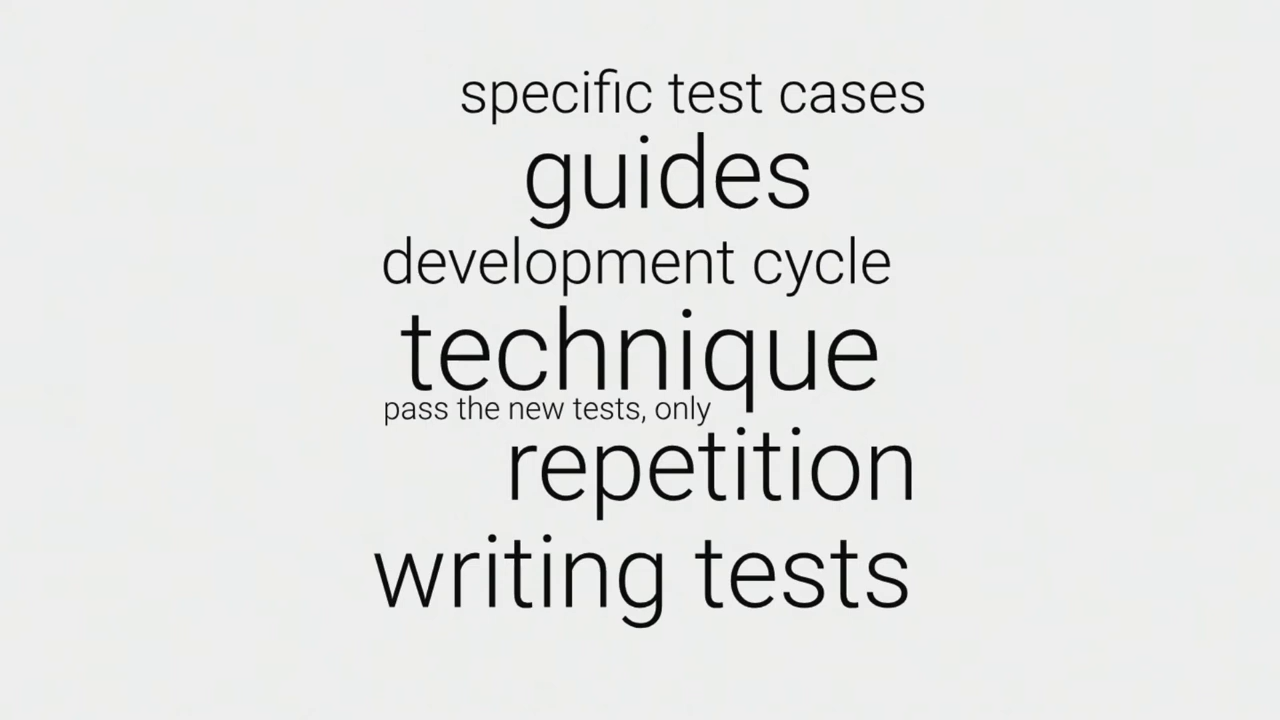 specific test cases
guides
development cycle
technique
pass the new tests, only
repetition
writing tests